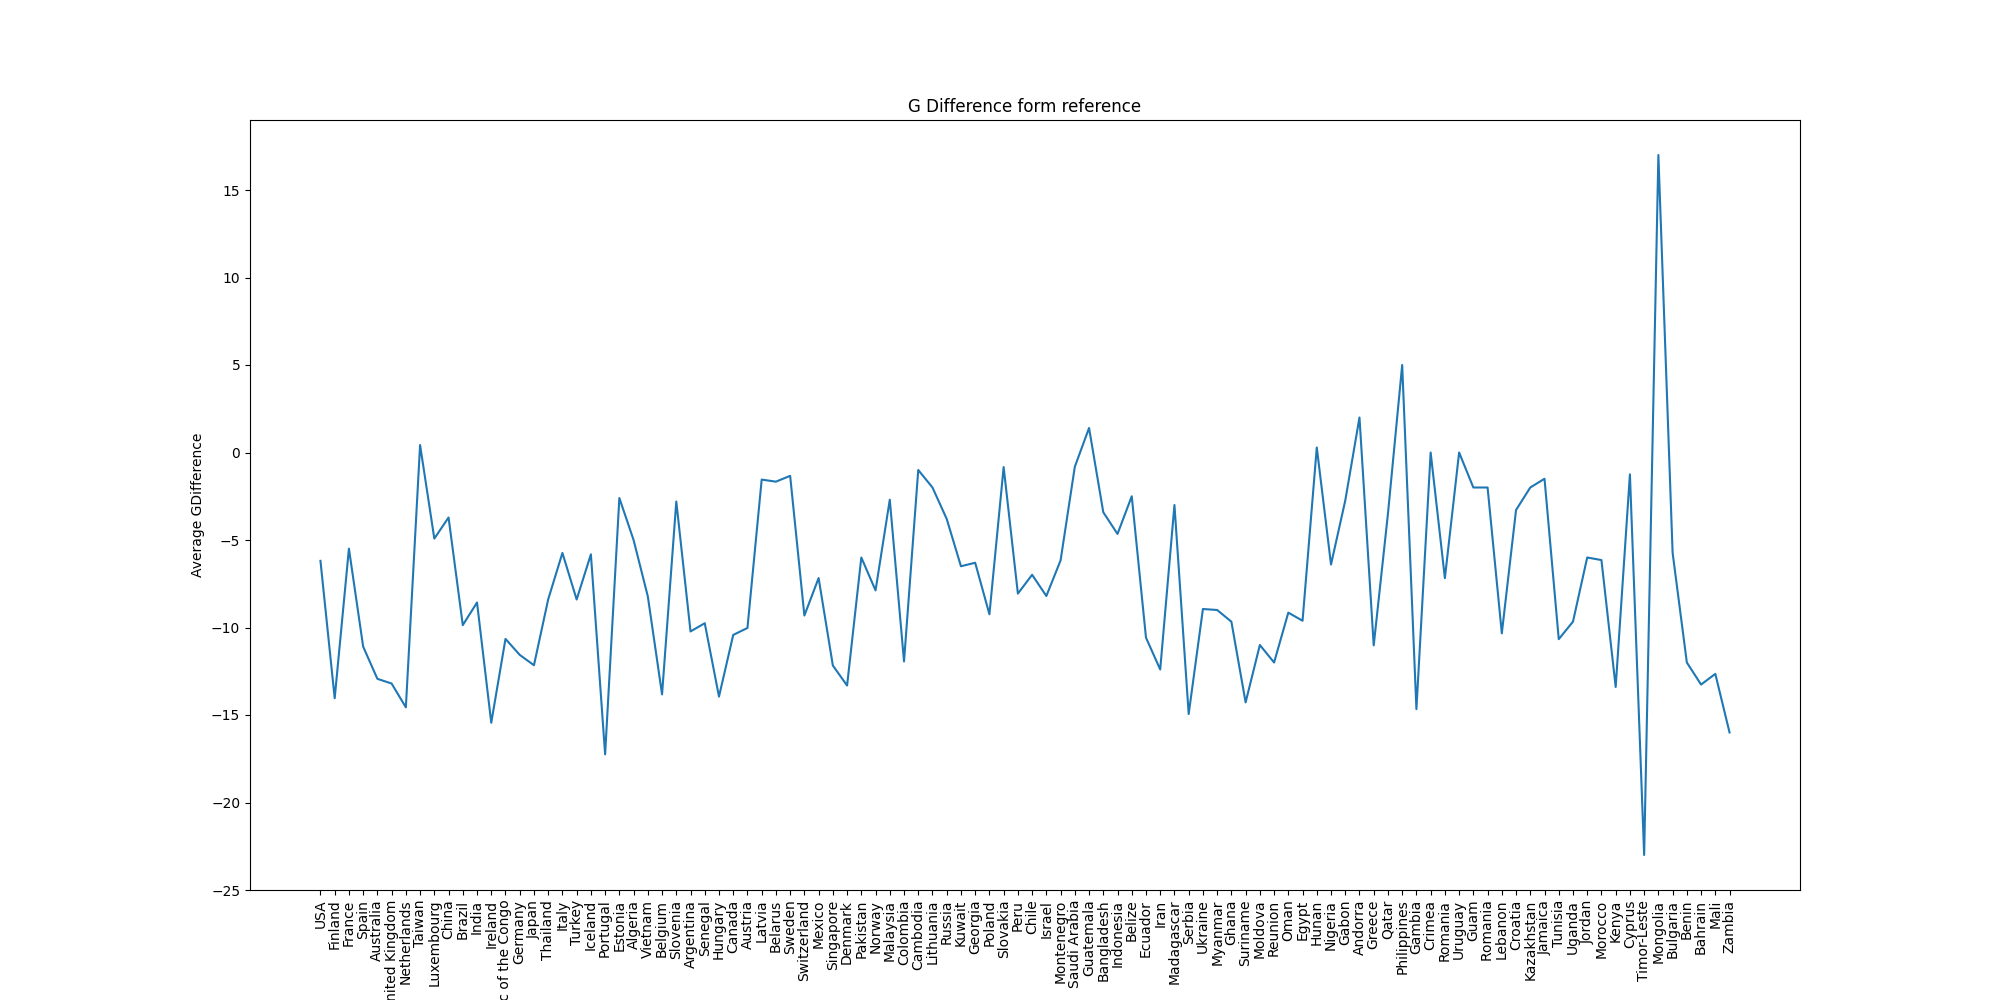 G Difference form reference
Average GDifference
15
10
5
0
−5
−10
−15
−20
−25
USA
Finland
France
Spain
Australia
nited Kingdom
Netherlands
Taiwan
Luxembourg
China
Brazil
India
Ireland
c of the Congo
Germany
Japan
Thailand
Italy
Turkey
Iceland
Portugal
Estonia
Algeria
Vietnam
Belgium
Slovenia
Argentina
Senegal
Hungary
Canada
Austria
Latvia
Belarus
Sweden
Switzerland
Mexico
Singapore
Denmark
Pakistan
Norway
Malaysia
Colombia
Cambodia
Lithuania
Russia
Kuwait
Georgia
Poland
Slovakia
Peru
Chile
Israel
Montenegro
Saudi Arabia
Guatemala
Bangladesh
Indonesia
Belize
Ecuador
Iran
Madagascar
Serbia
Ukraine
Myanmar
Ghana
Suriname
Moldova
Reunion
Oman
Egypt
Hunan
Nigeria
Gabon
Andorra
Greece
Qatar
Philippines
Gambia
Crimea
Romania
Uruguay
Guam
Romania
Lebanon
Croatia
Kazakhstan
Jamaica
Tunisia
Uganda
Jordan
Morocco
Kenya
Cyprus
Timor-Leste
Mongolia
Bulgaria
Benin
Bahrain
Mali
Zambia